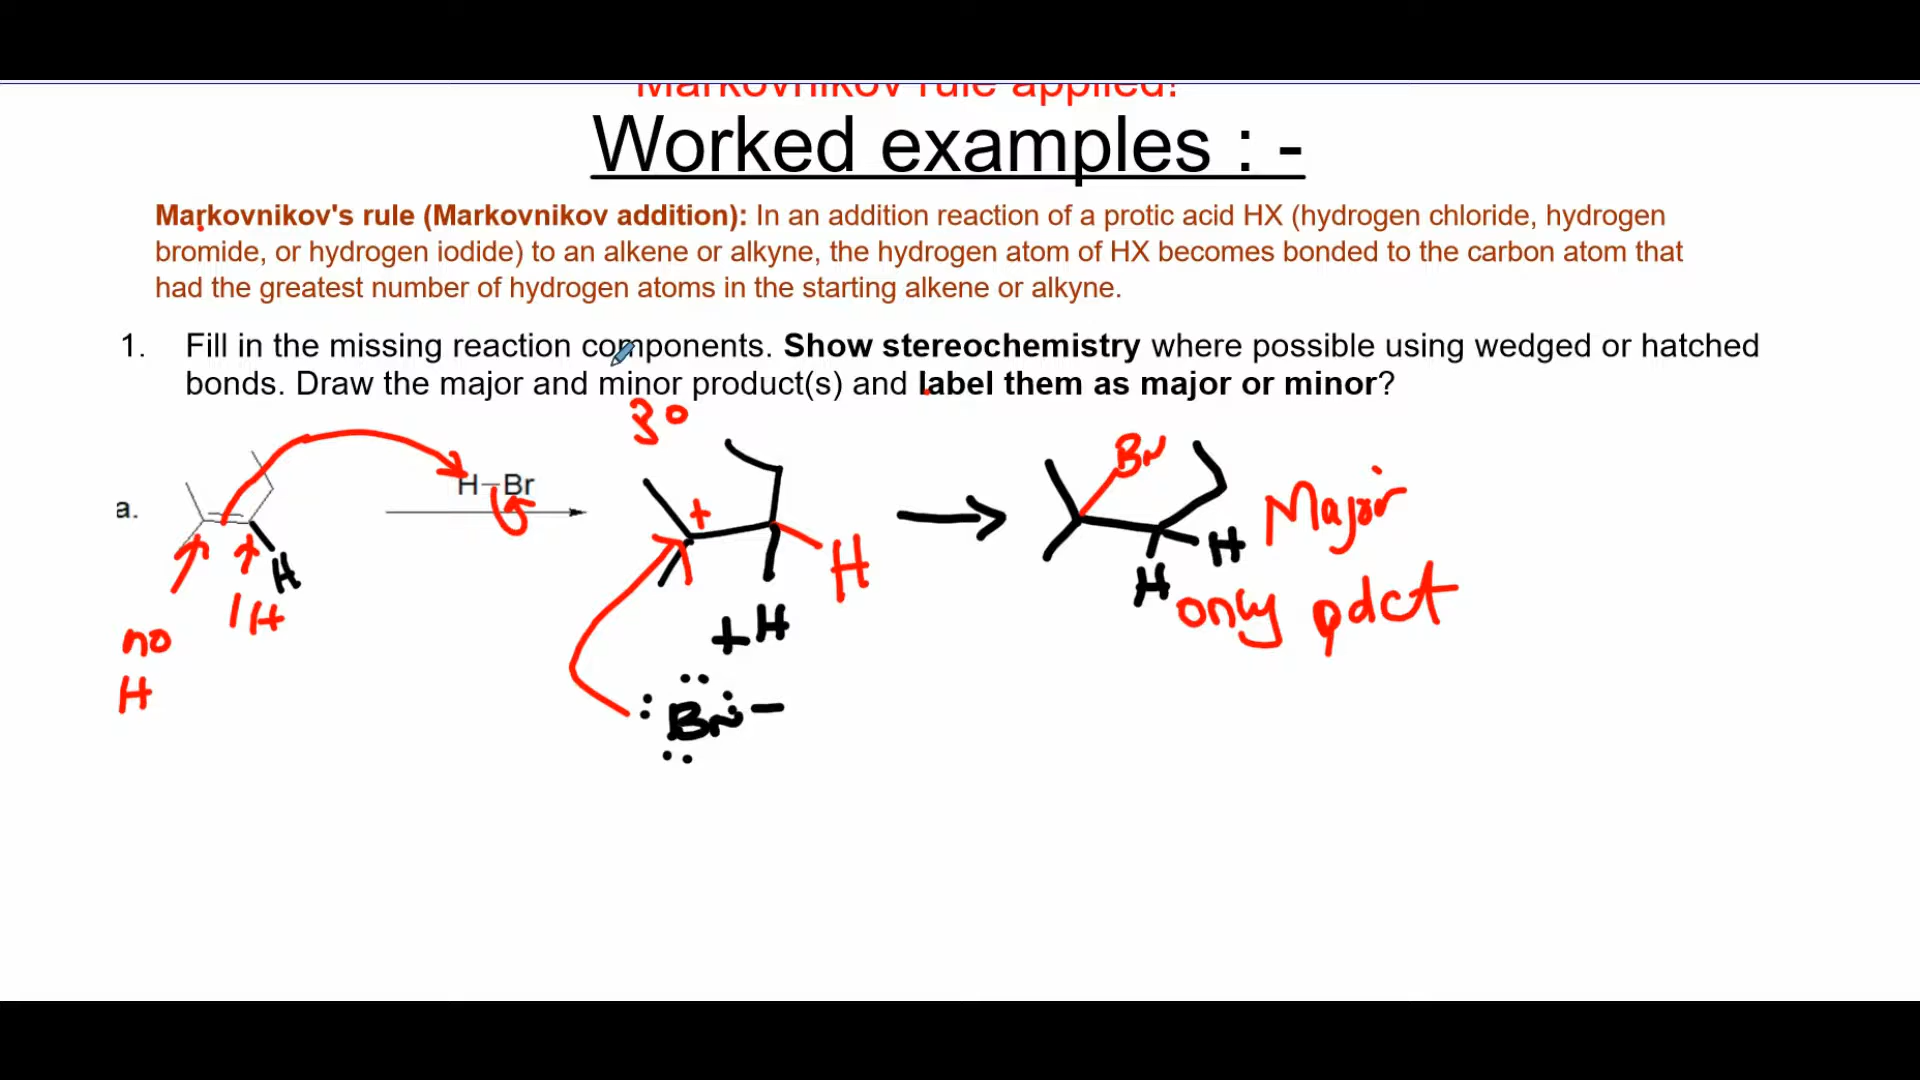 Markovnikov rule applied!
Worked examples : -
Markovnikov's rule (Markovnikov addition): In an addition reaction of a protic acid HX (hydrogen chloride, hydrogen
bromide, or hydrogen iodide) to an alkene or alkyne, the hydrogen atom of HX becomes bonded to the carbon atom that
had the greatest number of hydrogen atoms in the starting alkene or alkyne.
1. Fill in the missing reaction components. Show stereochemistry where possible using wedged or hatched
bonds. Draw the major and minor product(s) and label them as major or minor?
3°
Br
a.
H-Br
+
Major
H
H
H
H
only pdct
1H
no
+H
H
:Br-